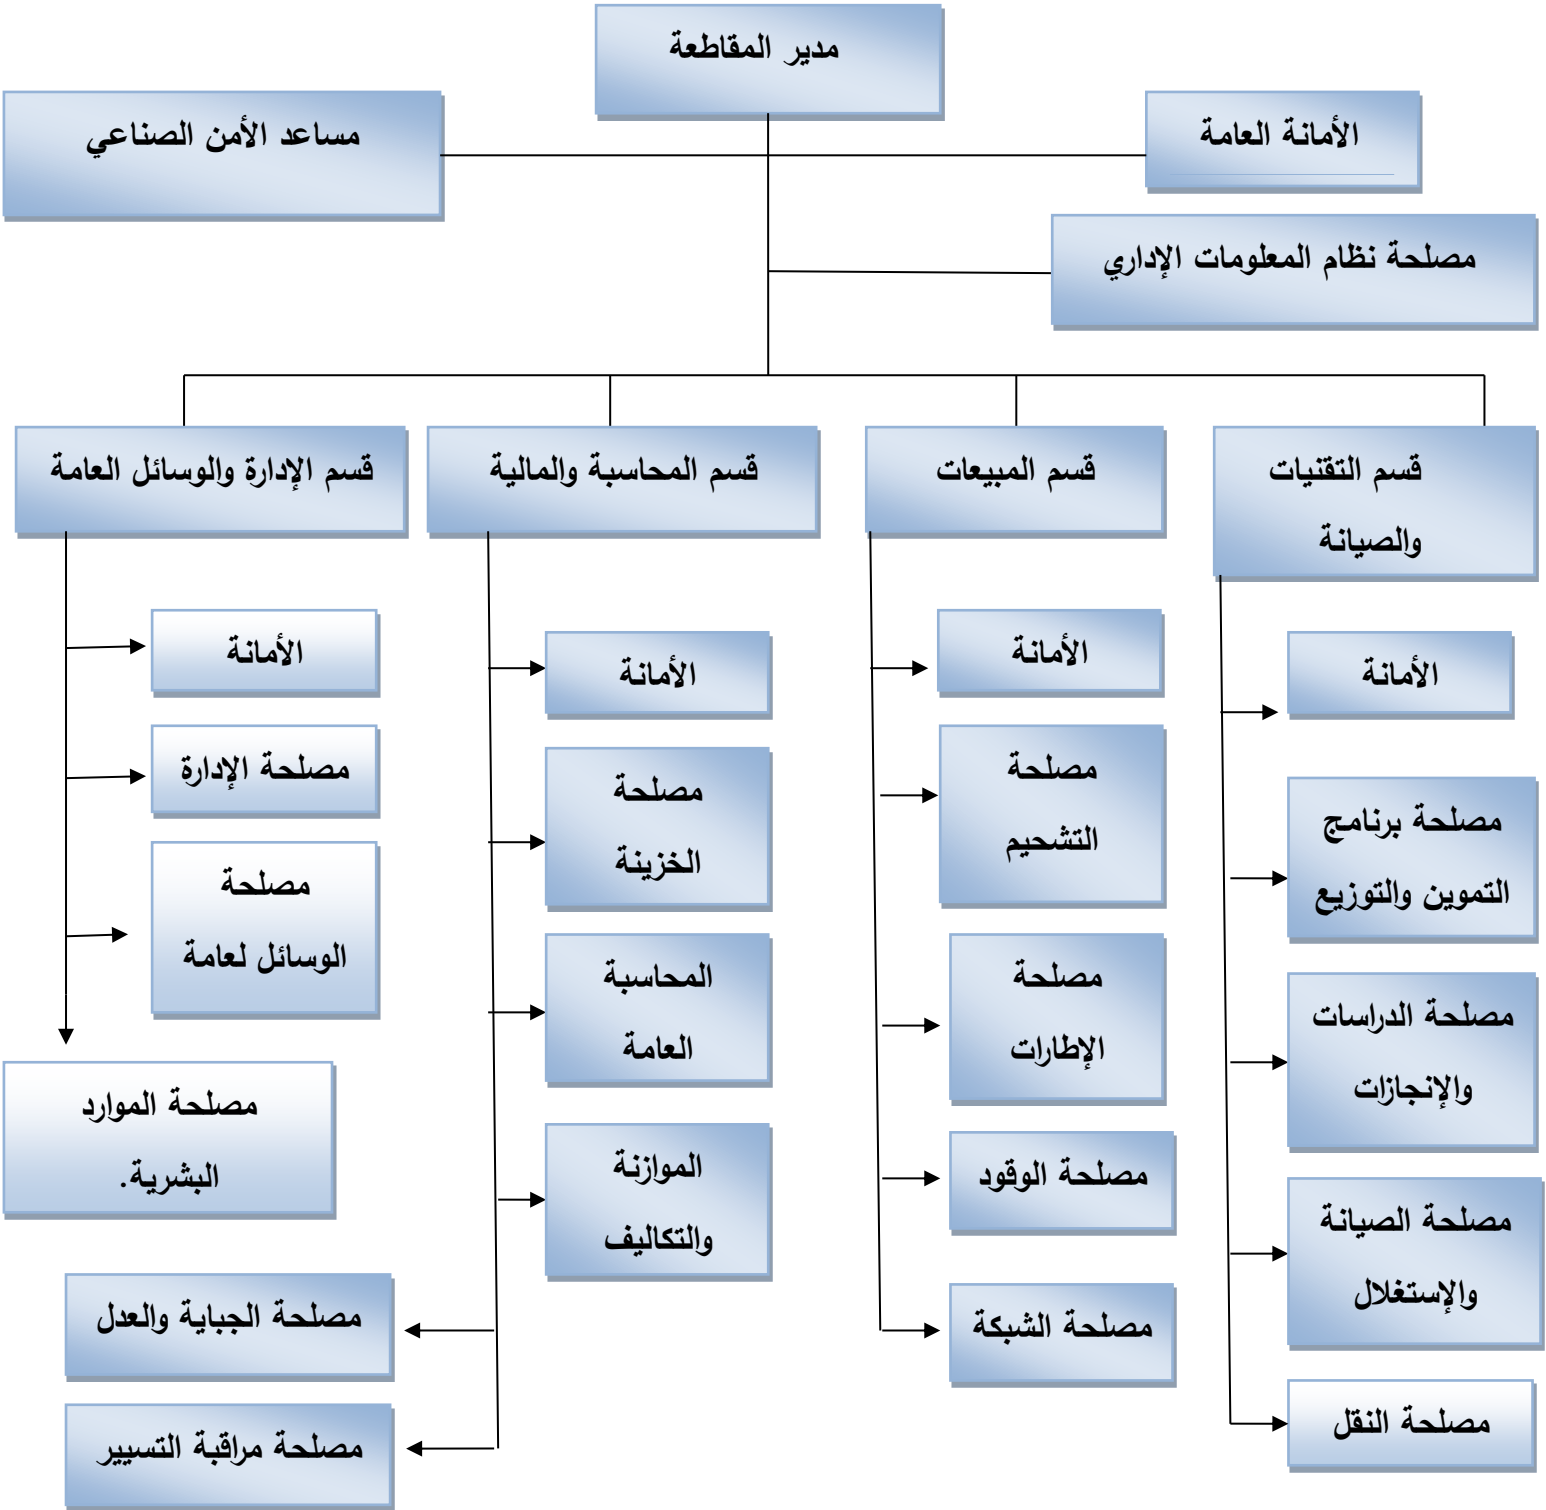 مدير المقاطعة
الأمانة العامة
مساعد الأمن الصناعي
مصلحة نظام المعلومات الإداري
قسم التقنيات
والصيانة
قسم المبيعات
قسم المحاسبة والمالية
قسم الإدارة والوسائل العامة
الأمانة
مصلحة برنامج
التموين والتوزيع
مصلحة الدراسات
والإنجازات
مصلحة الصيانة
والإستغلال
مصلحة النقل
الأمانة
مصلحة
التشحيم
مصلحة
الإطارات
مصلحة الوقود
مصلحة الشبكة
الأمانة
مصلحة
الخزينة
المحاسبة
العامة
الموازنة
والتكاليف
مصلحة الجباية والعدل
مصلحة مراقبة التسيير
الأمانة
مصلحة الإدارة
مصلحة
الوسائل لعامة
مصلحة الموارد
البشرية.